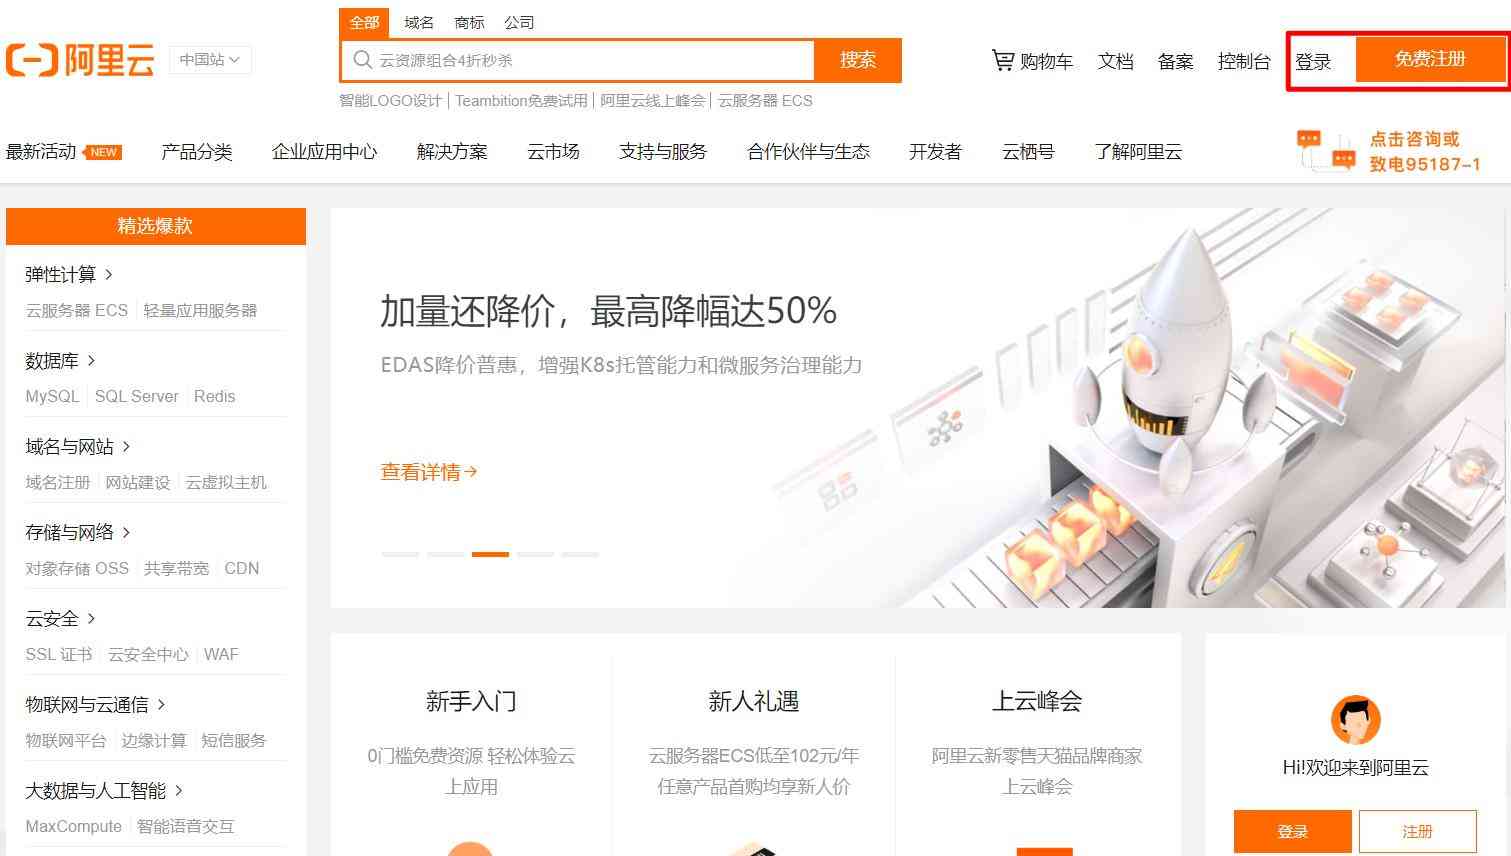 全部 域名 商标 公司
阿里云 中国站 云资源组合4折秒杀 搜索 购物车 文档 备案 控制台 登录 免费注册
智能LOGO设计 Teambition免费试用 阿里云线上峰会 云服务器 ECS
最新活动 NEW 产品分类 企业应用中心 解决方案 云市场 支持与服务 合作伙伴与生态 开发者 云栖号 了解阿里云
点击咨询或
致电95187-1
精选爆款
弹性计算
云服务器 ECS 轻量应用服务器
数据库
MySQL SQL Server Redis
域名与网站
域名注册 网站建设 云虚拟主机
存储与网络
对象存储 OSS 共享带宽 CDN
云安全
SSL 证书 云安全中心 WAF
物联网与云通信
物联网平台 边缘计算 短信服务
大数据与人工智能
MaxCompute 智能语音交互
加量还降价，最高降幅达50%
EDAS降价普惠，增强K8s托管能力和微服务治理能力
查看详情
新手入门
0门槛免费资源 轻松体验云
上应用
新人礼遇
云服务器ECS低至102元/年
任意产品首购均享新人价
上云峰会
阿里云新零售天猫品牌商家
上云峰会
Hi!欢迎来到阿里云
登录 注册